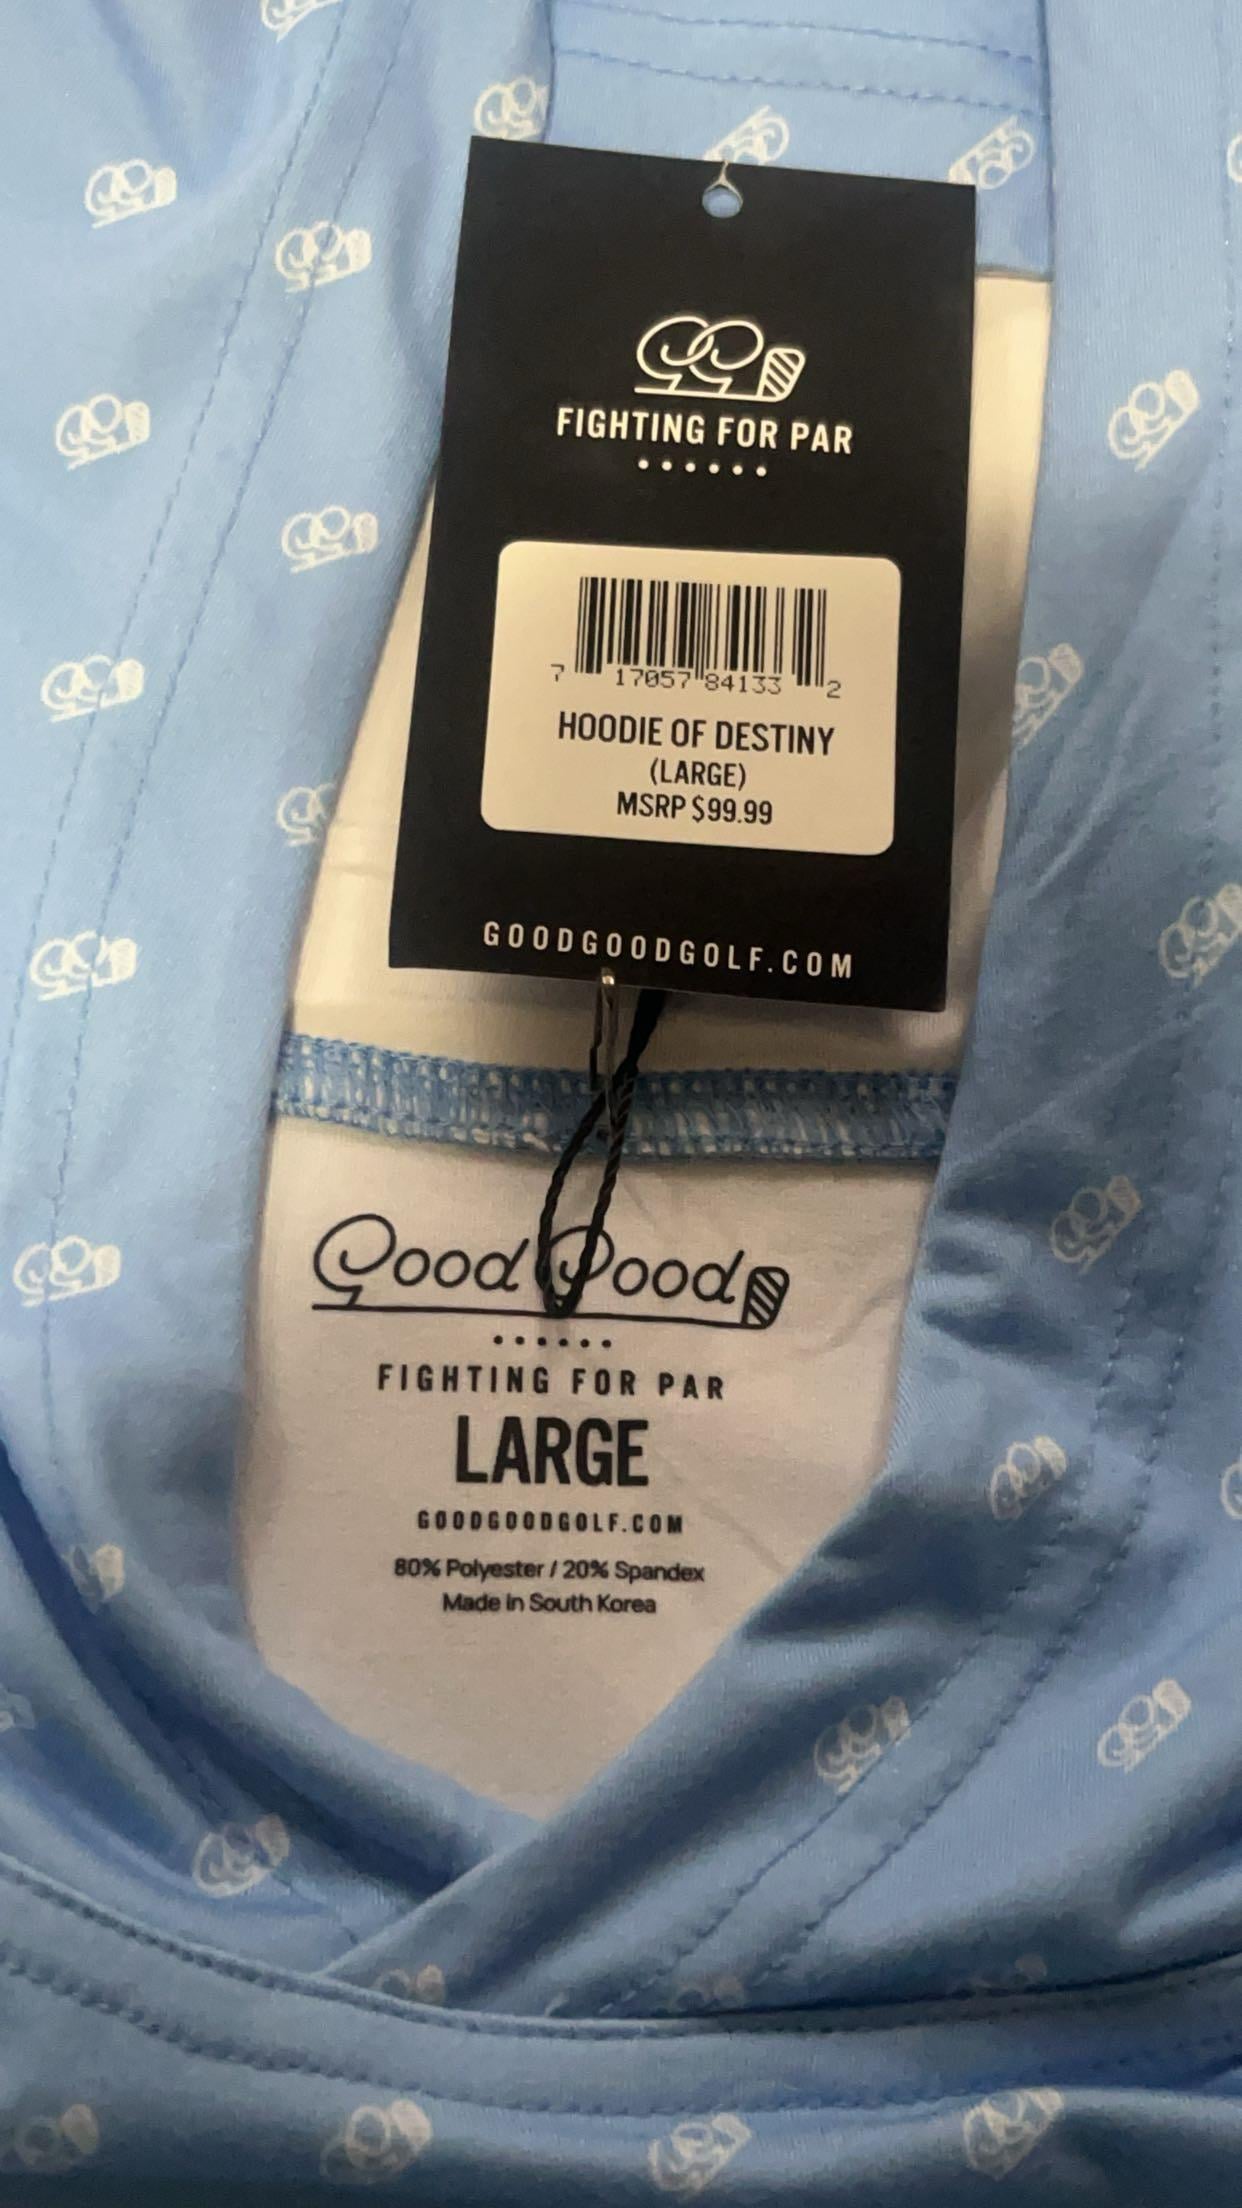 FIGHTING FOR PAR
7 17057 84133 2
HOODIE OF DESTINY
(LARGE)
MSRP $99.99
GOODGOODGOLF.COM
Good Good
FIGHTING FOR PAR
LARGE
GOODGOODGOLF.COM
80% Polyester / 20% Spandex
Made in South Korea